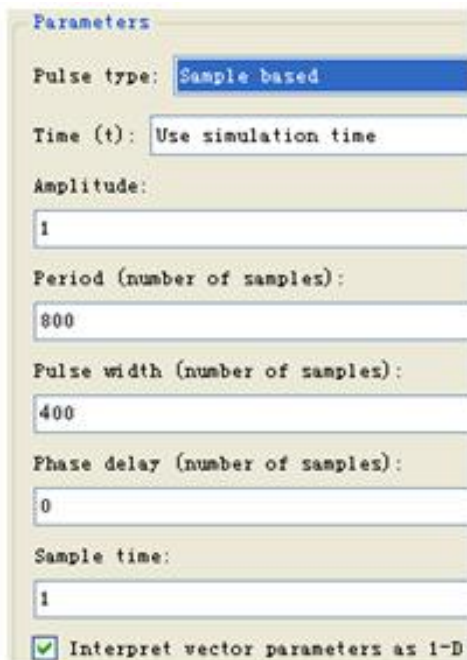 Parameters
Pulse type: Sample based
Time (t): Use simulation time
Amplitude:
1
Period (number of samples):
800
Pulse width (number of samples):
400
Phase delay (number of samples):
0
Sample time:
1
Interpret vector parameters as 1-D